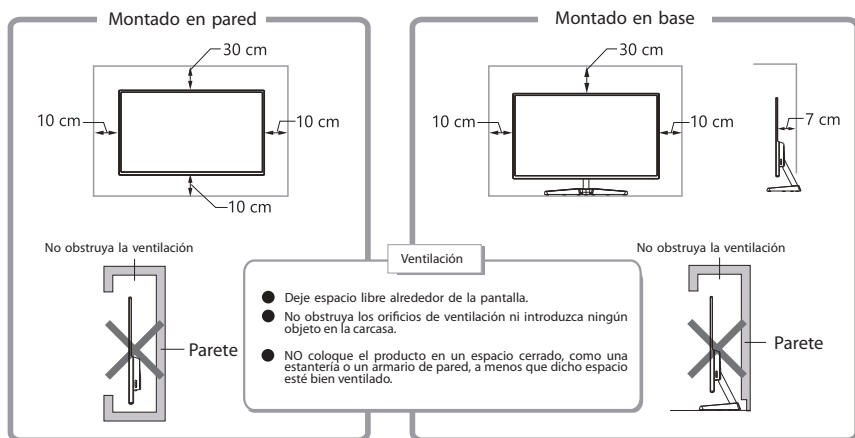 Montado en pared
30 cm
10 cm
10 cm
10 cm
No obstruya la ventilación
Parete
Montado en base
30 cm
10 cm
10 cm
7 cm
No obstruya la ventilación
Parete
Ventilación
● Deje espacio libre alrededor de la pantalla.
● No obstruya los orificios de ventilación ni introduzca ningún
objeto en la carcasa.
● NO coloque el producto en un espacio cerrado, como una
estantería o un armario de pared, a menos que dicho espacio
esté bien ventilado.